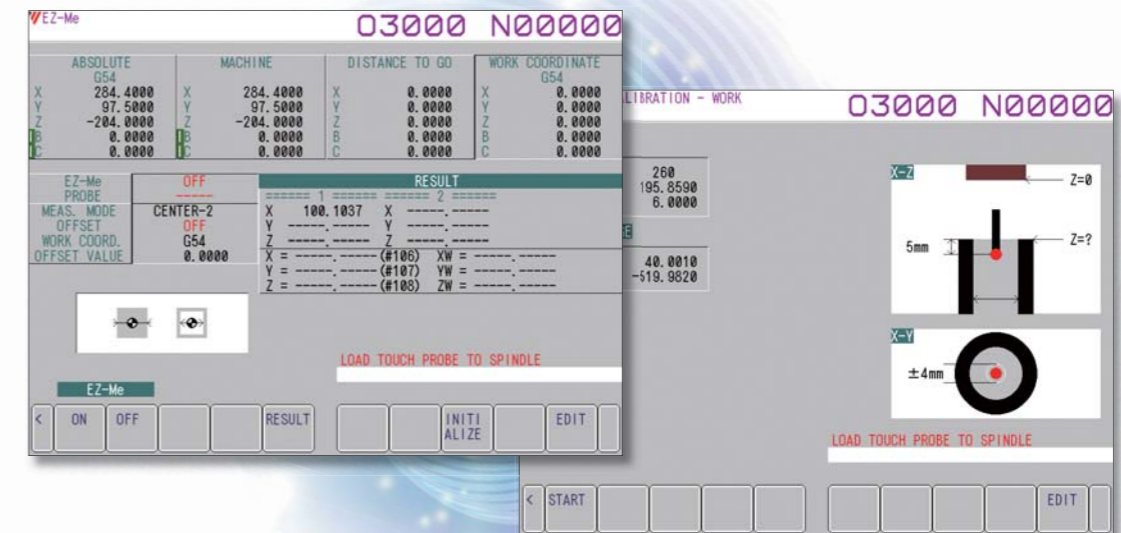 EZ-Me
O3000 N00000
ABSOLUTE MACHINE DISTANCE TO GO WORK COORDINATE
G54 G54
X 284.4000 X 284.4000 X 0.0000 X 0.0000
Y 97.5000 Y 97.5000 Y 0.0000 Y 0.0000
Z -204.0000 Z -204.0000 Z 0.0000 Z 0.0000
B 0.0000 B 0.0000 B 0.0000 B 0.0000
C 0.0000 C 0.0000 C 0.0000 C 0.0000
EZ-Me OFF
PROBE -----
MEAS. MODE CENTER-2
OFFSET OFF
WORK COORD. G54
OFFSET VALUE 0.0000
RESULT
====== 1 ====== ====== 2 ======
X 100.1037 X -----.-----
Y -----.----- Y -----.-----
Z -----.----- Z -----.-----
X = -----.-----(#106) XW = -----.-----
Y = -----.-----(#107) YW = -----.-----
Z = -----.-----(#108) ZW = -----.-----
LOAD TOUCH PROBE TO SPINDLE
EZ-Me
< ON OFF RESULT INITIALIZE EDIT
LIBRATION - WORK O3000 N00000
260
195.8590
6.0000
E
40.0010
-519.9820
X-Z
Z=0
5mm
Z=?
X-Y
±4mm
LOAD TOUCH PROBE TO SPINDLE
< START EDIT